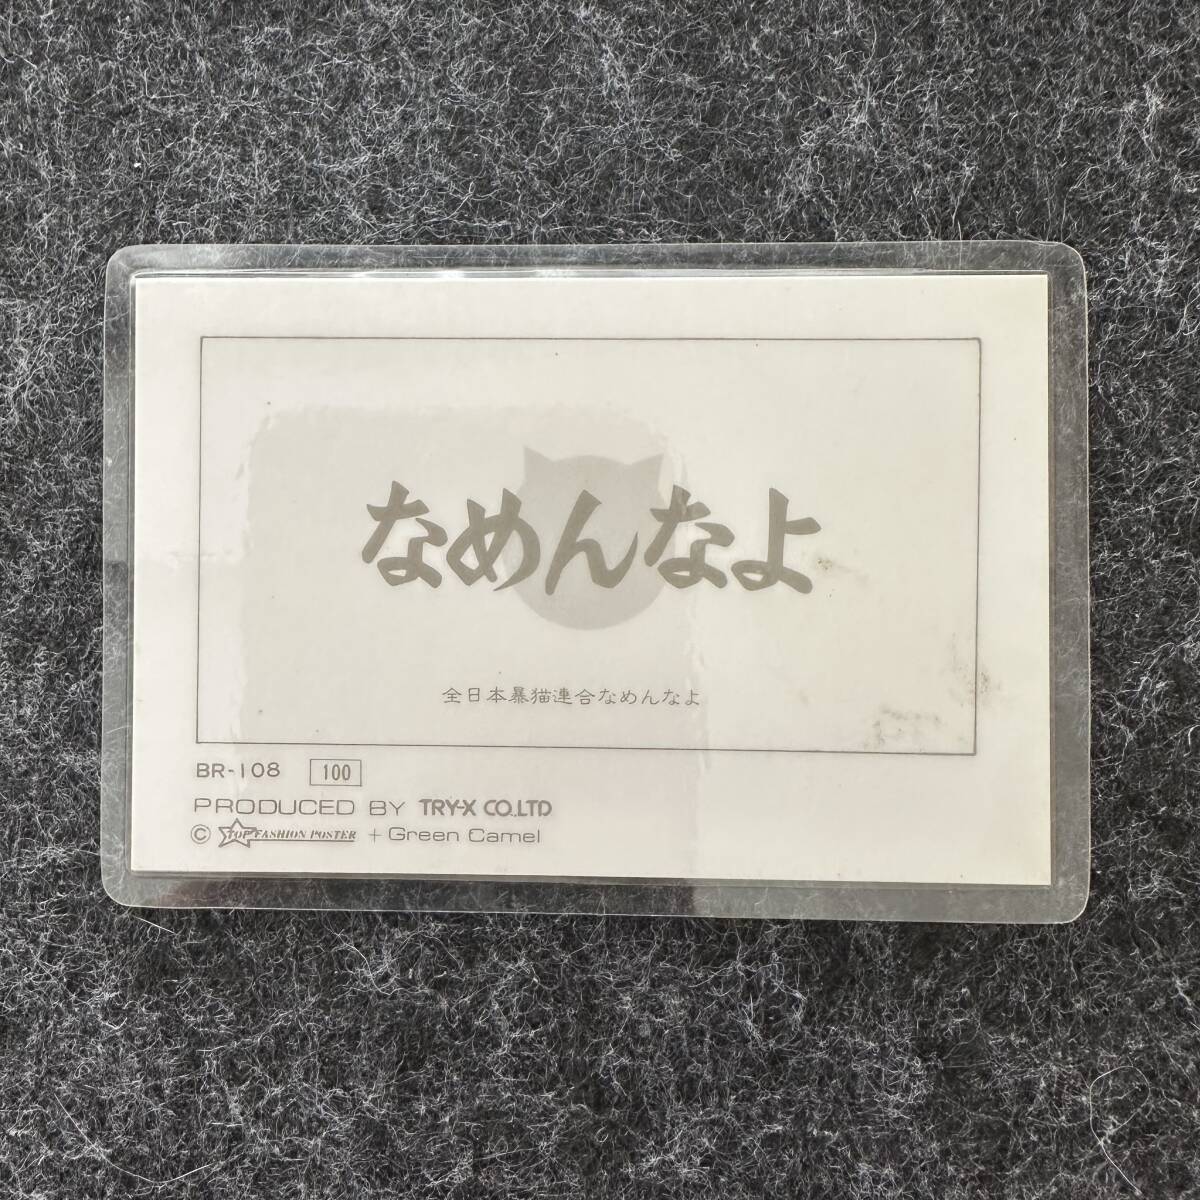 なめんなよ
全日本暴猫連合なめんなよ
BR-108 100
PRODUCED BY TRY-X CO.,LTD
© TOP FASHION POSTER + Green Camel